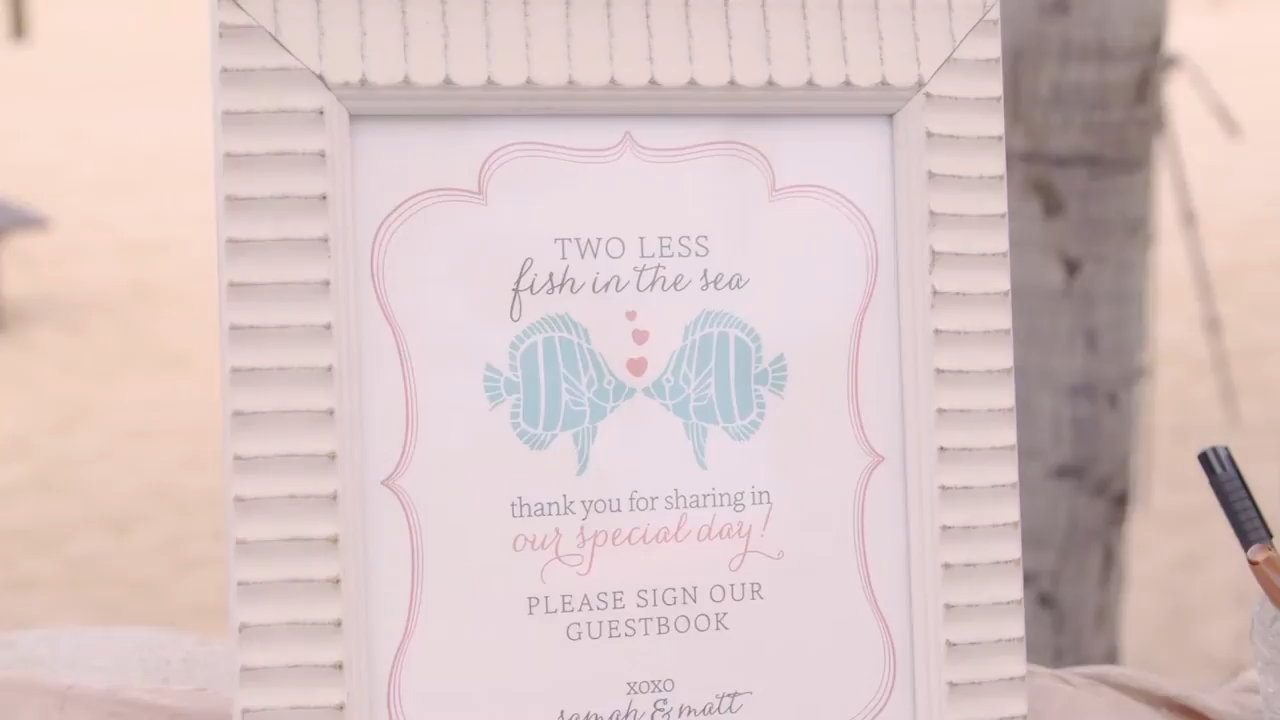 TWO LESS
fish in the sea
thank you for sharing in
our special day!
PLEASE SIGN OUR
GUESTBOOK
xoxo
& matt